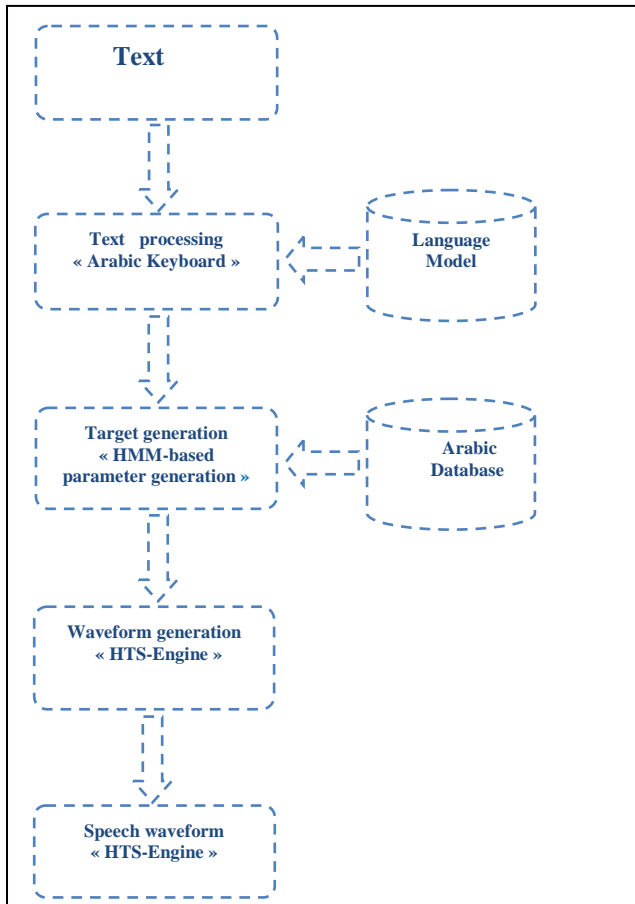 Text
Text processing
« Arabic Keyboard »
Language
Model
Target generation
« HMM-based
parameter generation »
Arabic
Database
Waveform generation
« HTS-Engine »
Speech waveform
« HTS-Engine »